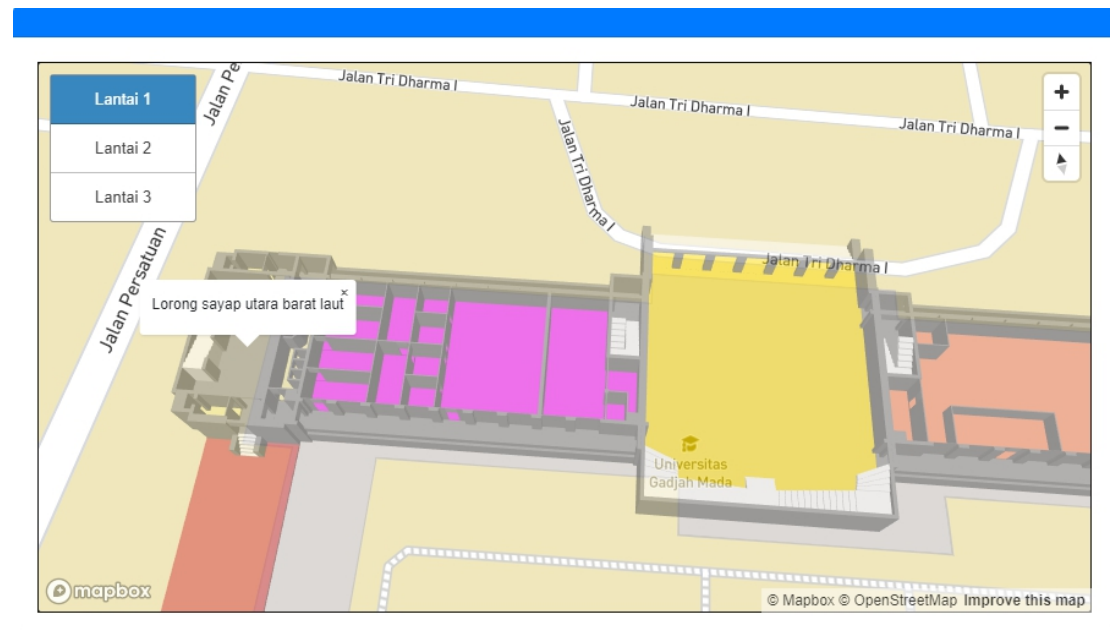 Lantai 1
Lantai 2
Lantai 3
Jalan Pe
Jalan Tri Dharma I
Jalan Tri Dharma I
Jalan Tri Dharma I
Jalan Tri Dharma I
Jalan Tri Dharma I
Jalan Persatuan
Lorong sayap utara barat laut
×
Universitas
Gadjah Mada
mapbox
© Mapbox © OpenStreetMap Improve this map